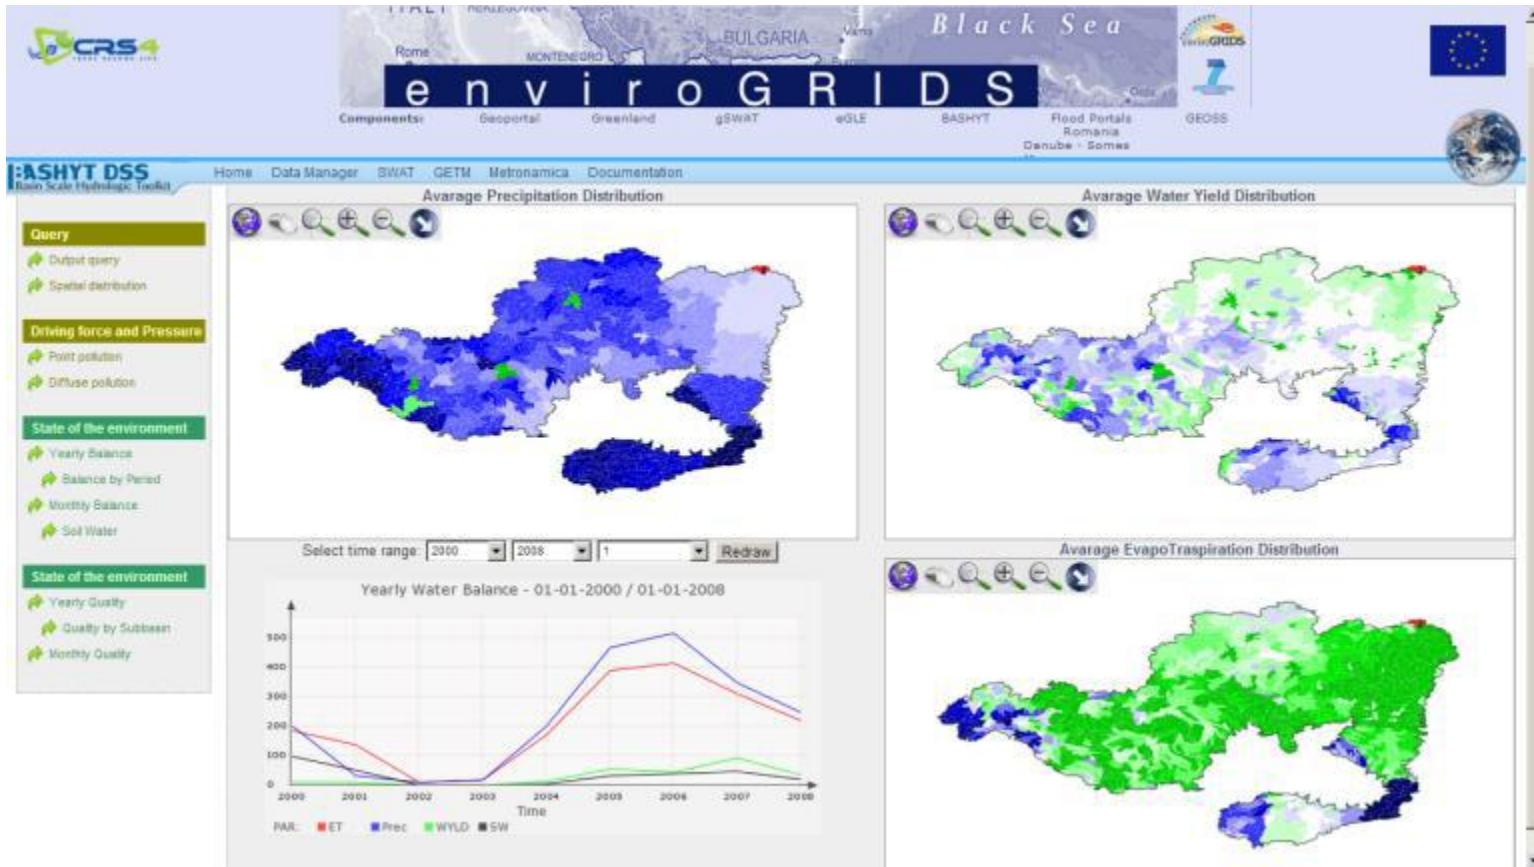 ITALY HERZEGOVINA
Black Sea
BULGARIA
Varna
Rome
MONTENEGRO
CRS4
enviroGRIDS
7
enviroGRIDS
Components: Geoportal Greenland gSWAT eGLE BASHYT Flood Portals GEOSS
Romania
Danube - Somes
BASHYT DSS
Basin Scale Hydrologic Toolkit
Home Data Manager SWAT GETM Metronamica Documentation
Query
Output query
Spatial distribution
Driving force and Pressure
Point pollution
Diffuse pollution
State of the environment
Yearly Balance
Balance by Period
Monthly Balance
Soil Water
State of the environment
Yearly Quality
Quality by Subbasin
Monthly Quality
Avarage Precipitation Distribution
Avarage Water Yield Distribution
Select time range: 2000 2008 1 Redraw
Yearly Water Balance - 01-01-2000 / 01-01-2008
500
400
300
200
100
0
2000 2001 2002 2003 2004 2005 2006 2007 2008
Time
PAR: ET Prec WYLD SW
Avarage EvapoTraspiration Distribution